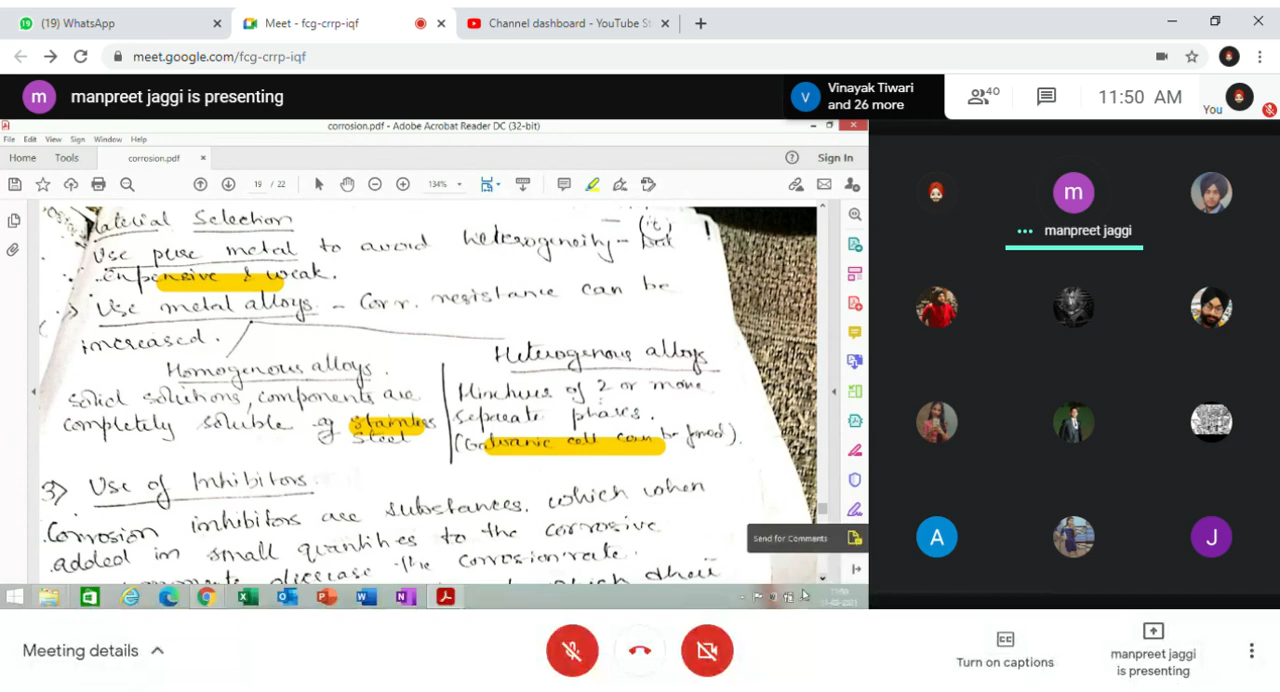 (19) WhatsApp
Meet - fcg-crrp-iqf
Channel dashboard - YouTube St
meet.google.com/fcg-crrp-iqf
m
manpreet jaggi is presenting
V
Vinayak Tiwari
and 26 more
40
11:50 AM
You
corrosion.pdf - Adobe Acrobat Reader DC (32-bit)
File Edit View Sign Window Help
Home Tools corrosion.pdf Sign In
19 / 22 134%
Material Selection
Use pure metal to avoid heterogeneity - but (it)
expensive & weak.
Use metal alloys - Corr. resistance can be
increased.
Homogenous alloys.
solid solutions, components are
completely soluble eg stainless
steel
Heterogenous alloys
Mixture of 2 or more
separate phases.
(Galvanic cell can be formed).
3) Use of Inhibitors
Corrosion inhibitors are substances which when
added in small quantities to the corrosive
decrease the corrosion rate.
which their
Send for Comments
m
manpreet jaggi
A
J
Meeting details
Turn on captions
manpreet jaggi
is presenting